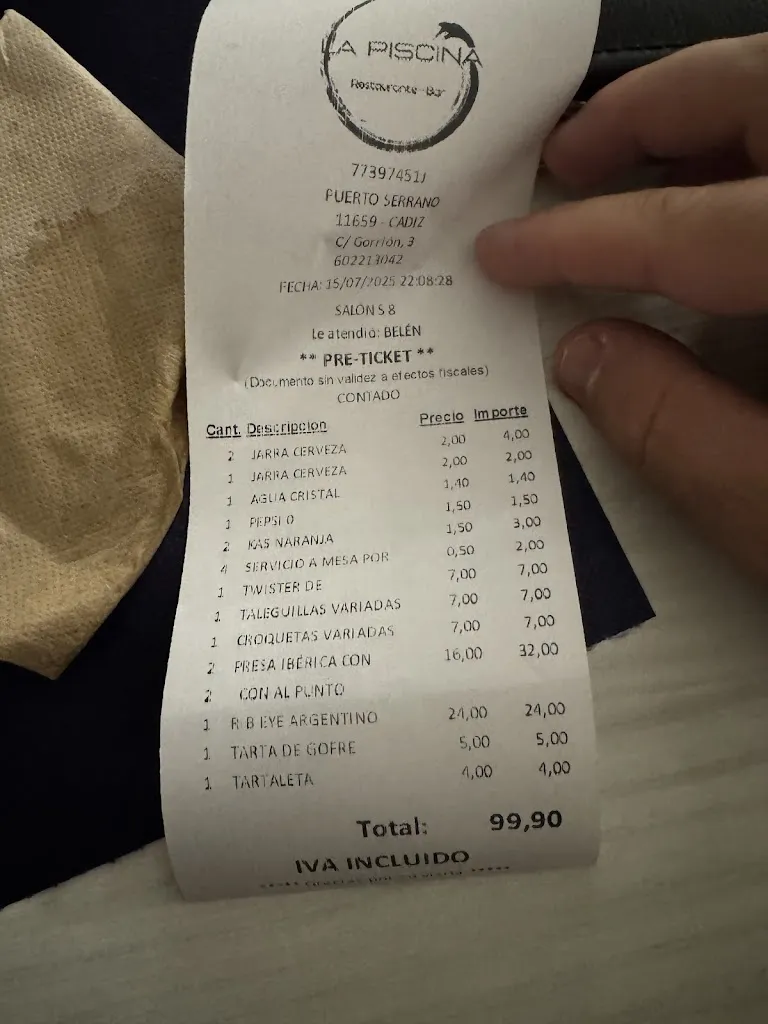 LA PISCINA
Restaurante-Bar
77397451J
PUERTO SERRANO
11659 - CADIZ
C/ Gorrión, 3
602213042
FECHA: 15/07/2025 22:08:28
SALÓN S 8
Le atendió: BELÉN
** PRE-TICKET **
(Documento sin validez a efectos fiscales)
CONTADO
Cant. Descripcion Precio Importe
2 JARRA CERVEZA 2,00 4,00
1 JARRA CERVEZA 2,00 2,00
1 AGUA CRISTAL 1,40 1,40
1 PEPSI 0 1,50 1,50
2 KAS NARANJA 1,50 3,00
4 SERVICIO A MESA POR 0,50 2,00
1 TWISTER DE 7,00 7,00
1 TALEGUILLAS VARIADAS 7,00 7,00
1 CROQUETAS VARIADAS 7,00 7,00
2 PRESA IBÉRICA CON 16,00 32,00
2 CON AL PUNTO
1 RIB EYE ARGENTINO 24,00 24,00
1 TARTA DE GOFRE 5,00 5,00
1 TARTALETA 4,00 4,00
Total: 99,90
IVA INCLUIDO
***** Gracias por su visita *****